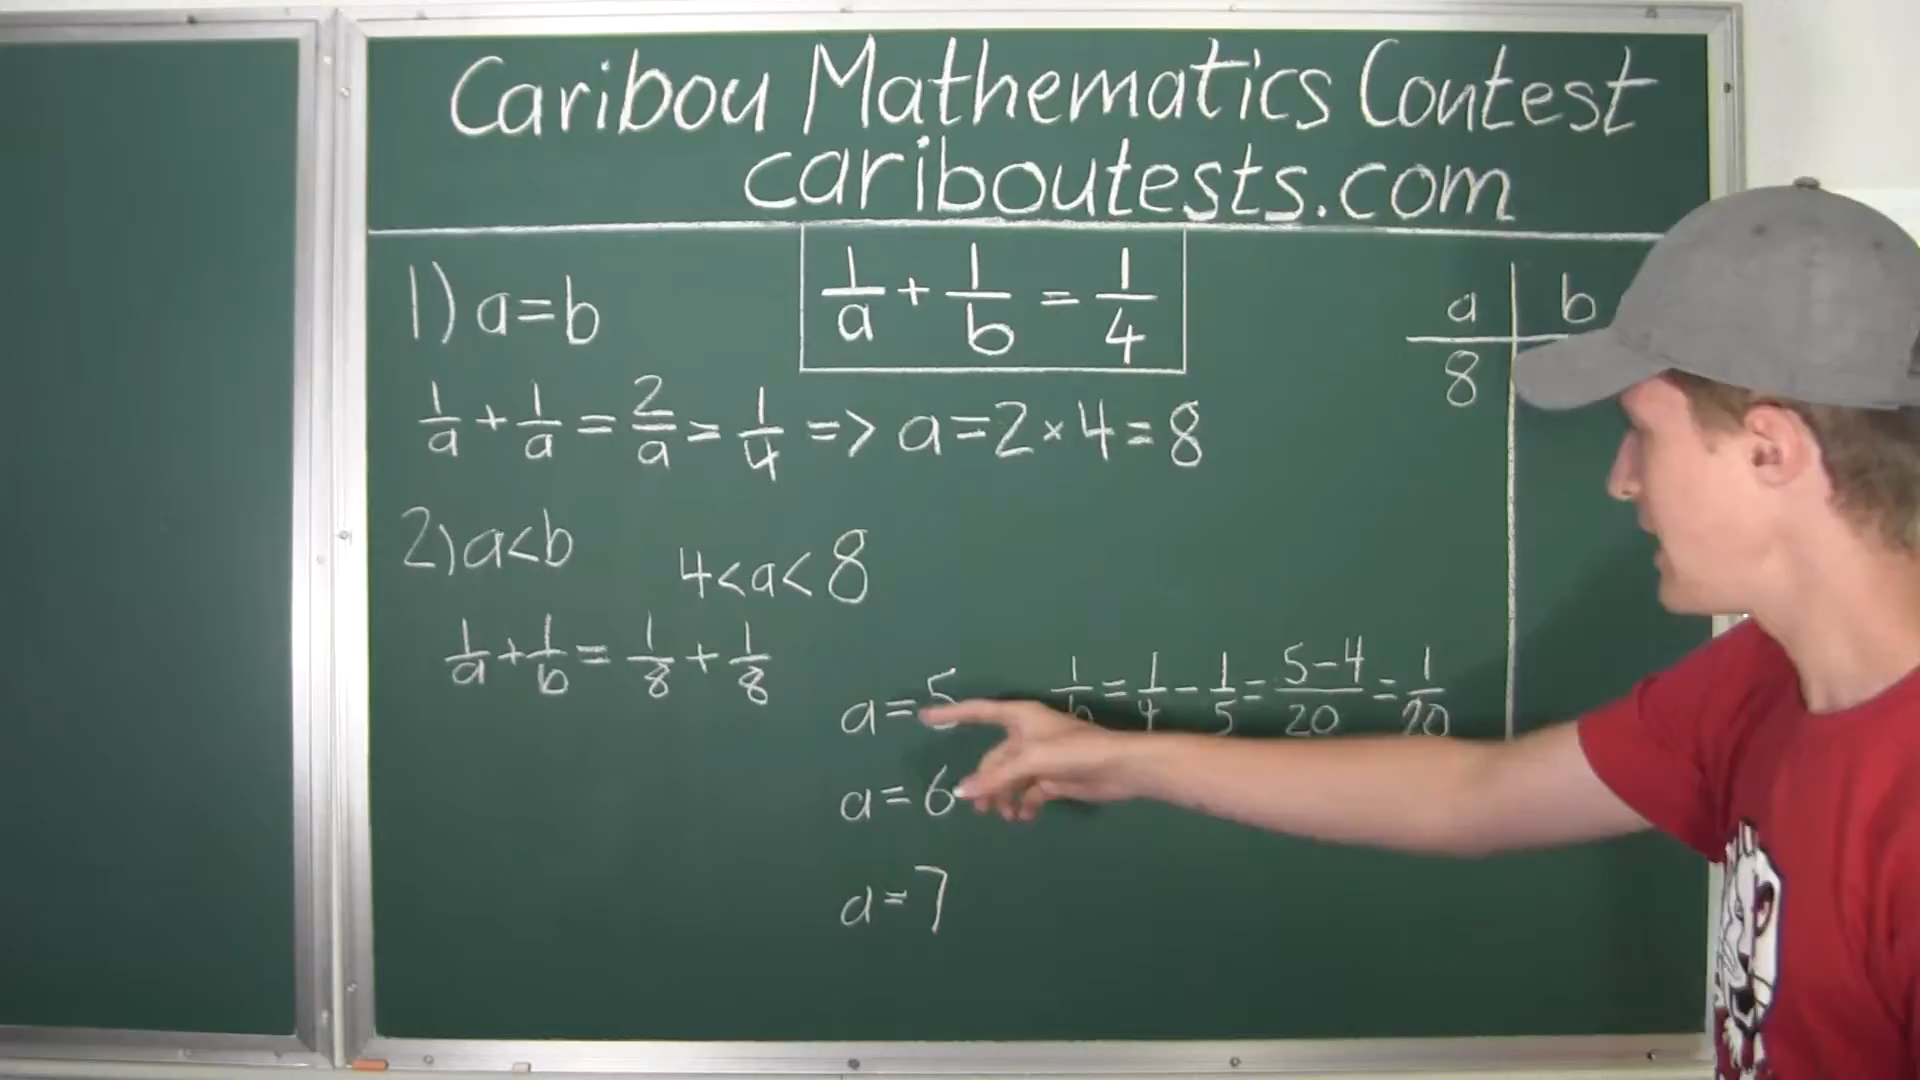 Caribou Mathematics Contest
cariboutests.com
1) a=b
1/a + 1/b = 1/4
a | b
8
1/a + 1/a = 2/a = 1/4 => a=2×4=8
2) a<b
4<a<8
1/a + 1/b = 1/8 + 1/8
a=5
1/b = 1/4 - 1/5 = 5-4/20 = 1/20
a=6
a=7